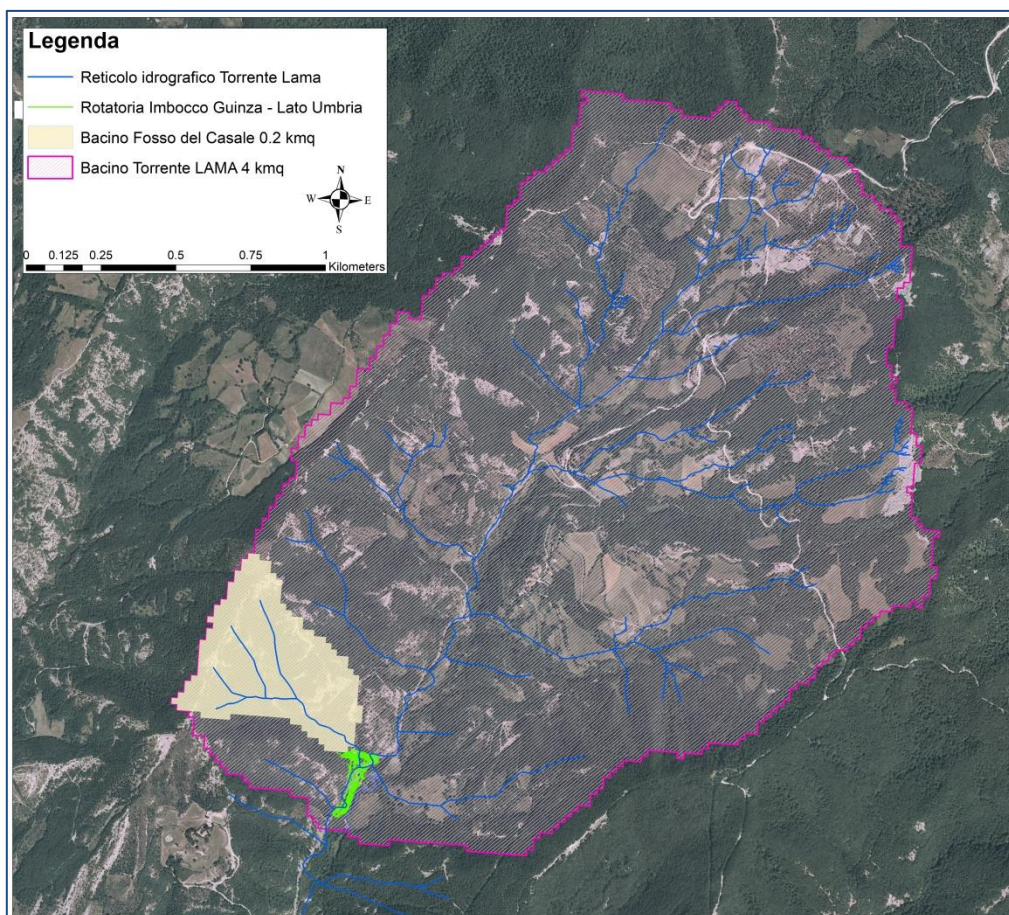 Legenda
Reticolo idrografico Torrente Lama
Rotatoria Imbocco Guinza - Lato Umbria
Bacino Fosso del Casale 0.2 kmq
Bacino Torrente LAMA 4 kmq
N
W E
S
0 0.125 0.25 0.5 0.75 1
Kilometers